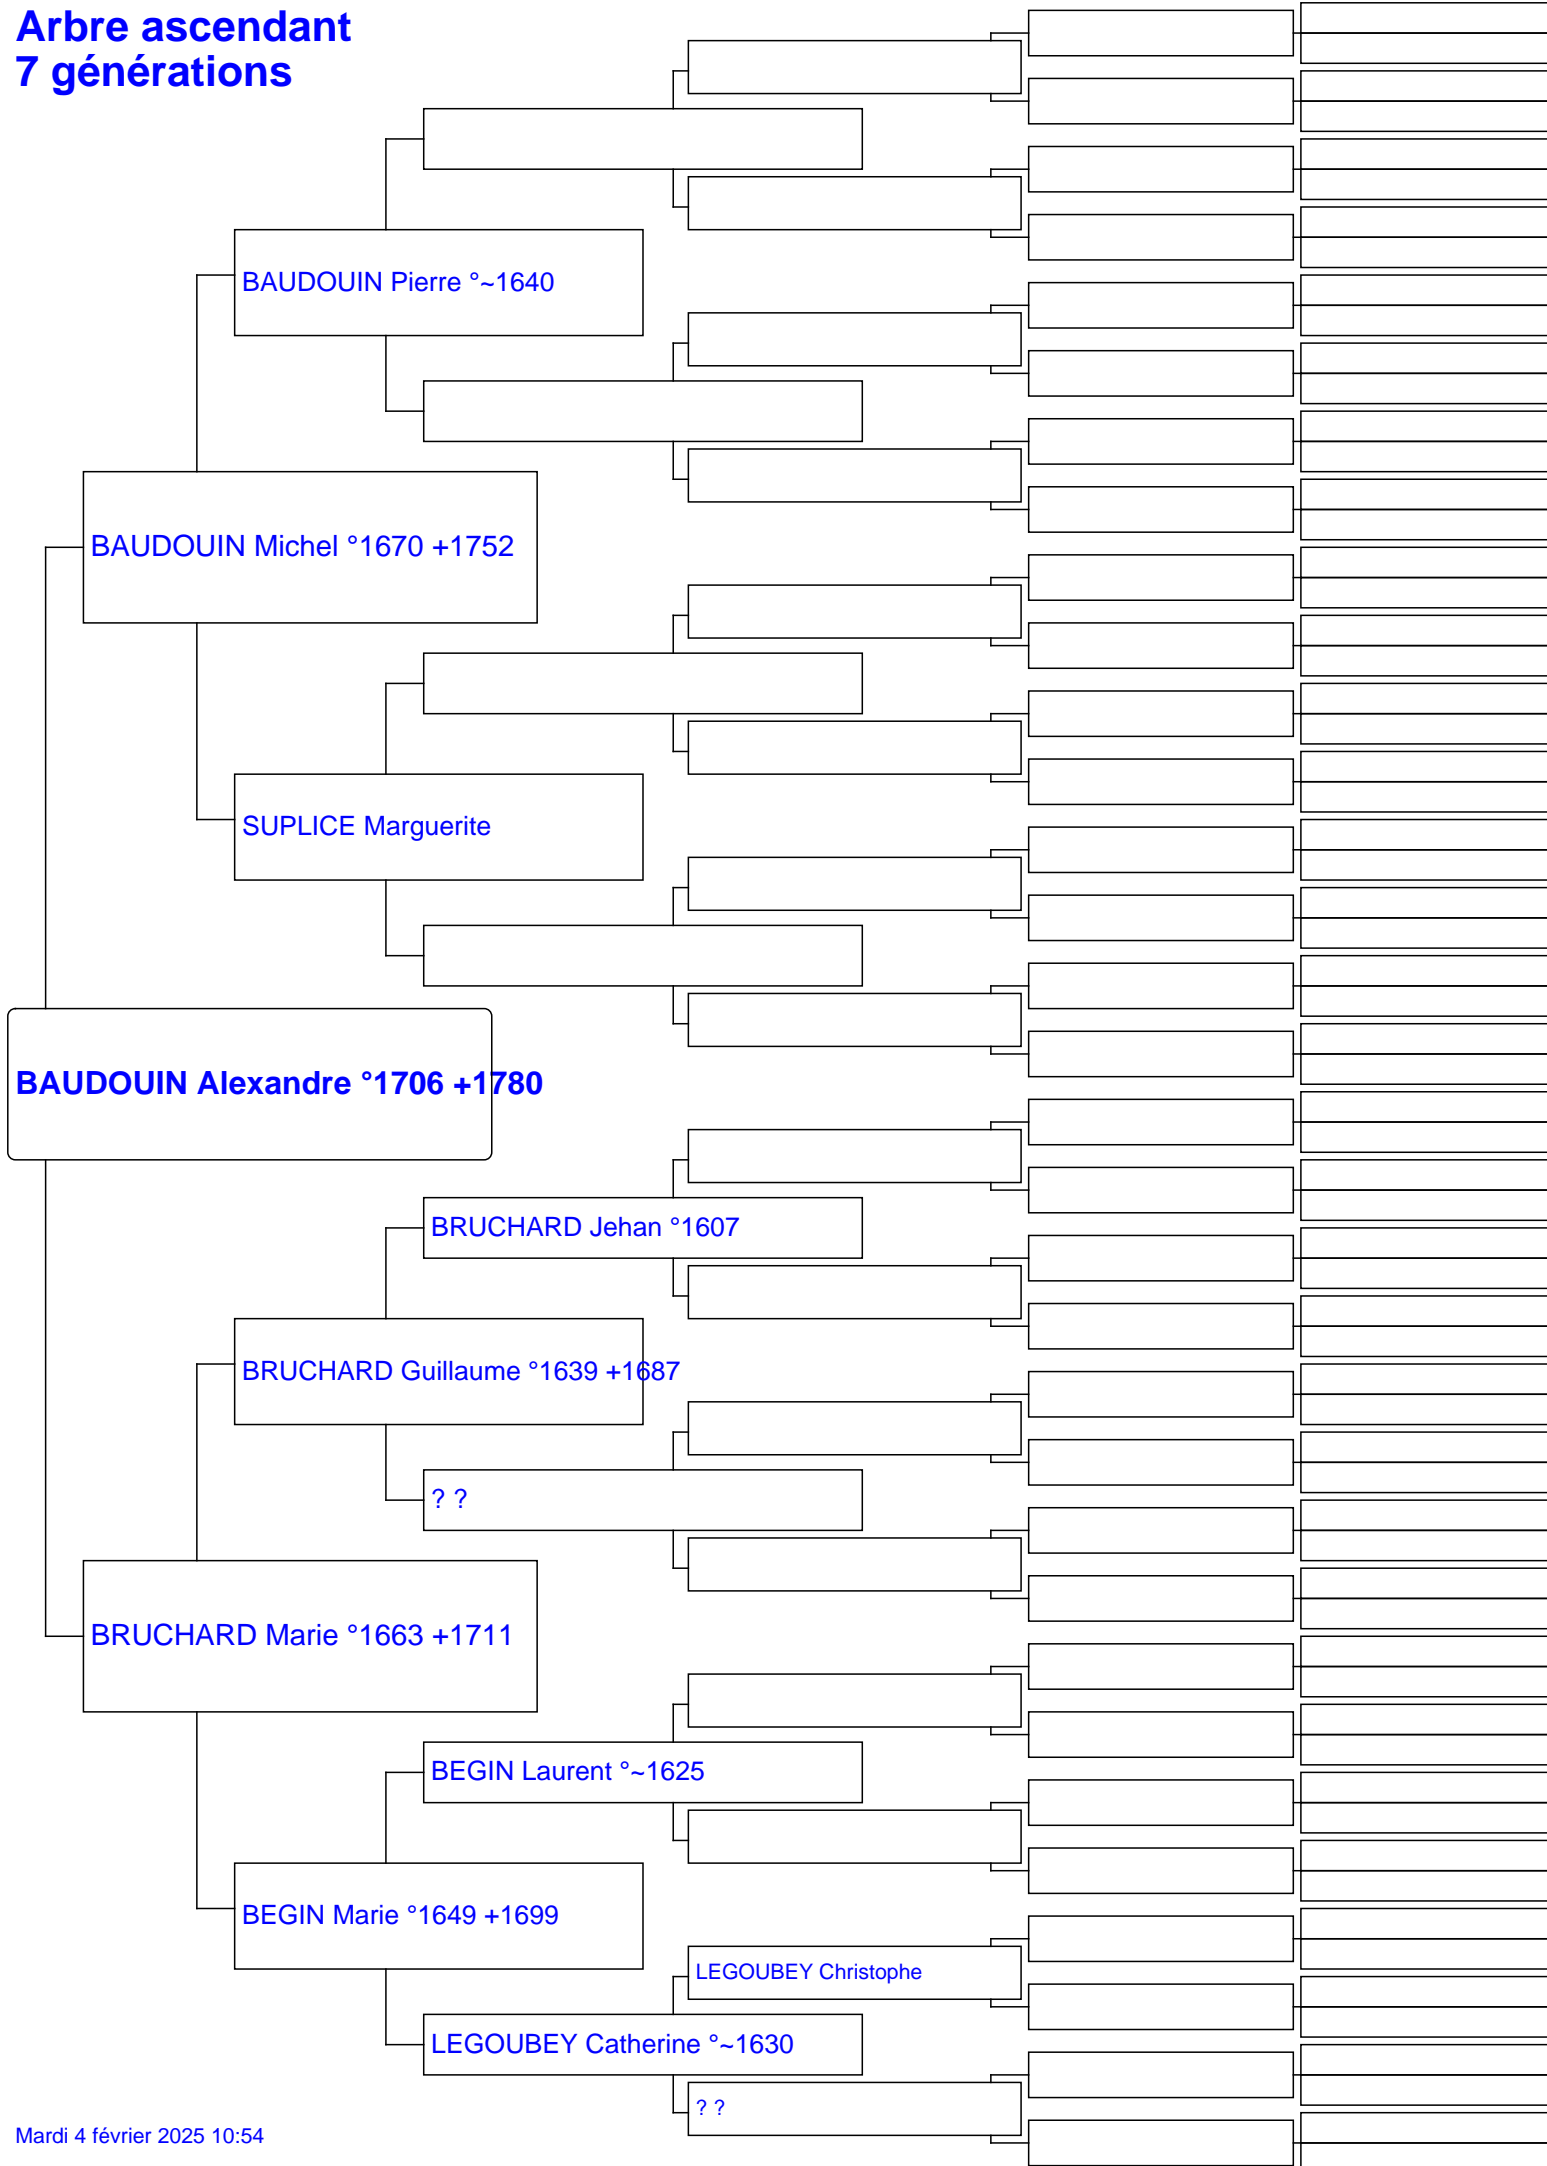 Arbre ascendant
7 générations
BAUDOUIN Pierre °~1640
BAUDOUIN Michel °1670 +1752
SUPLICE Marguerite
BAUDOUIN Alexandre °1706 +1780
BRUCHARD Jehan °1607
BRUCHARD Guillaume °1639 +1687
? ?
BRUCHARD Marie °1663 +1711
BEGIN Laurent °~1625
BEGIN Marie °1649 +1699
LEGOUBEY Christophe
LEGOUBEY Catherine °~1630
? ?
Mardi 4 février 2025 10:54